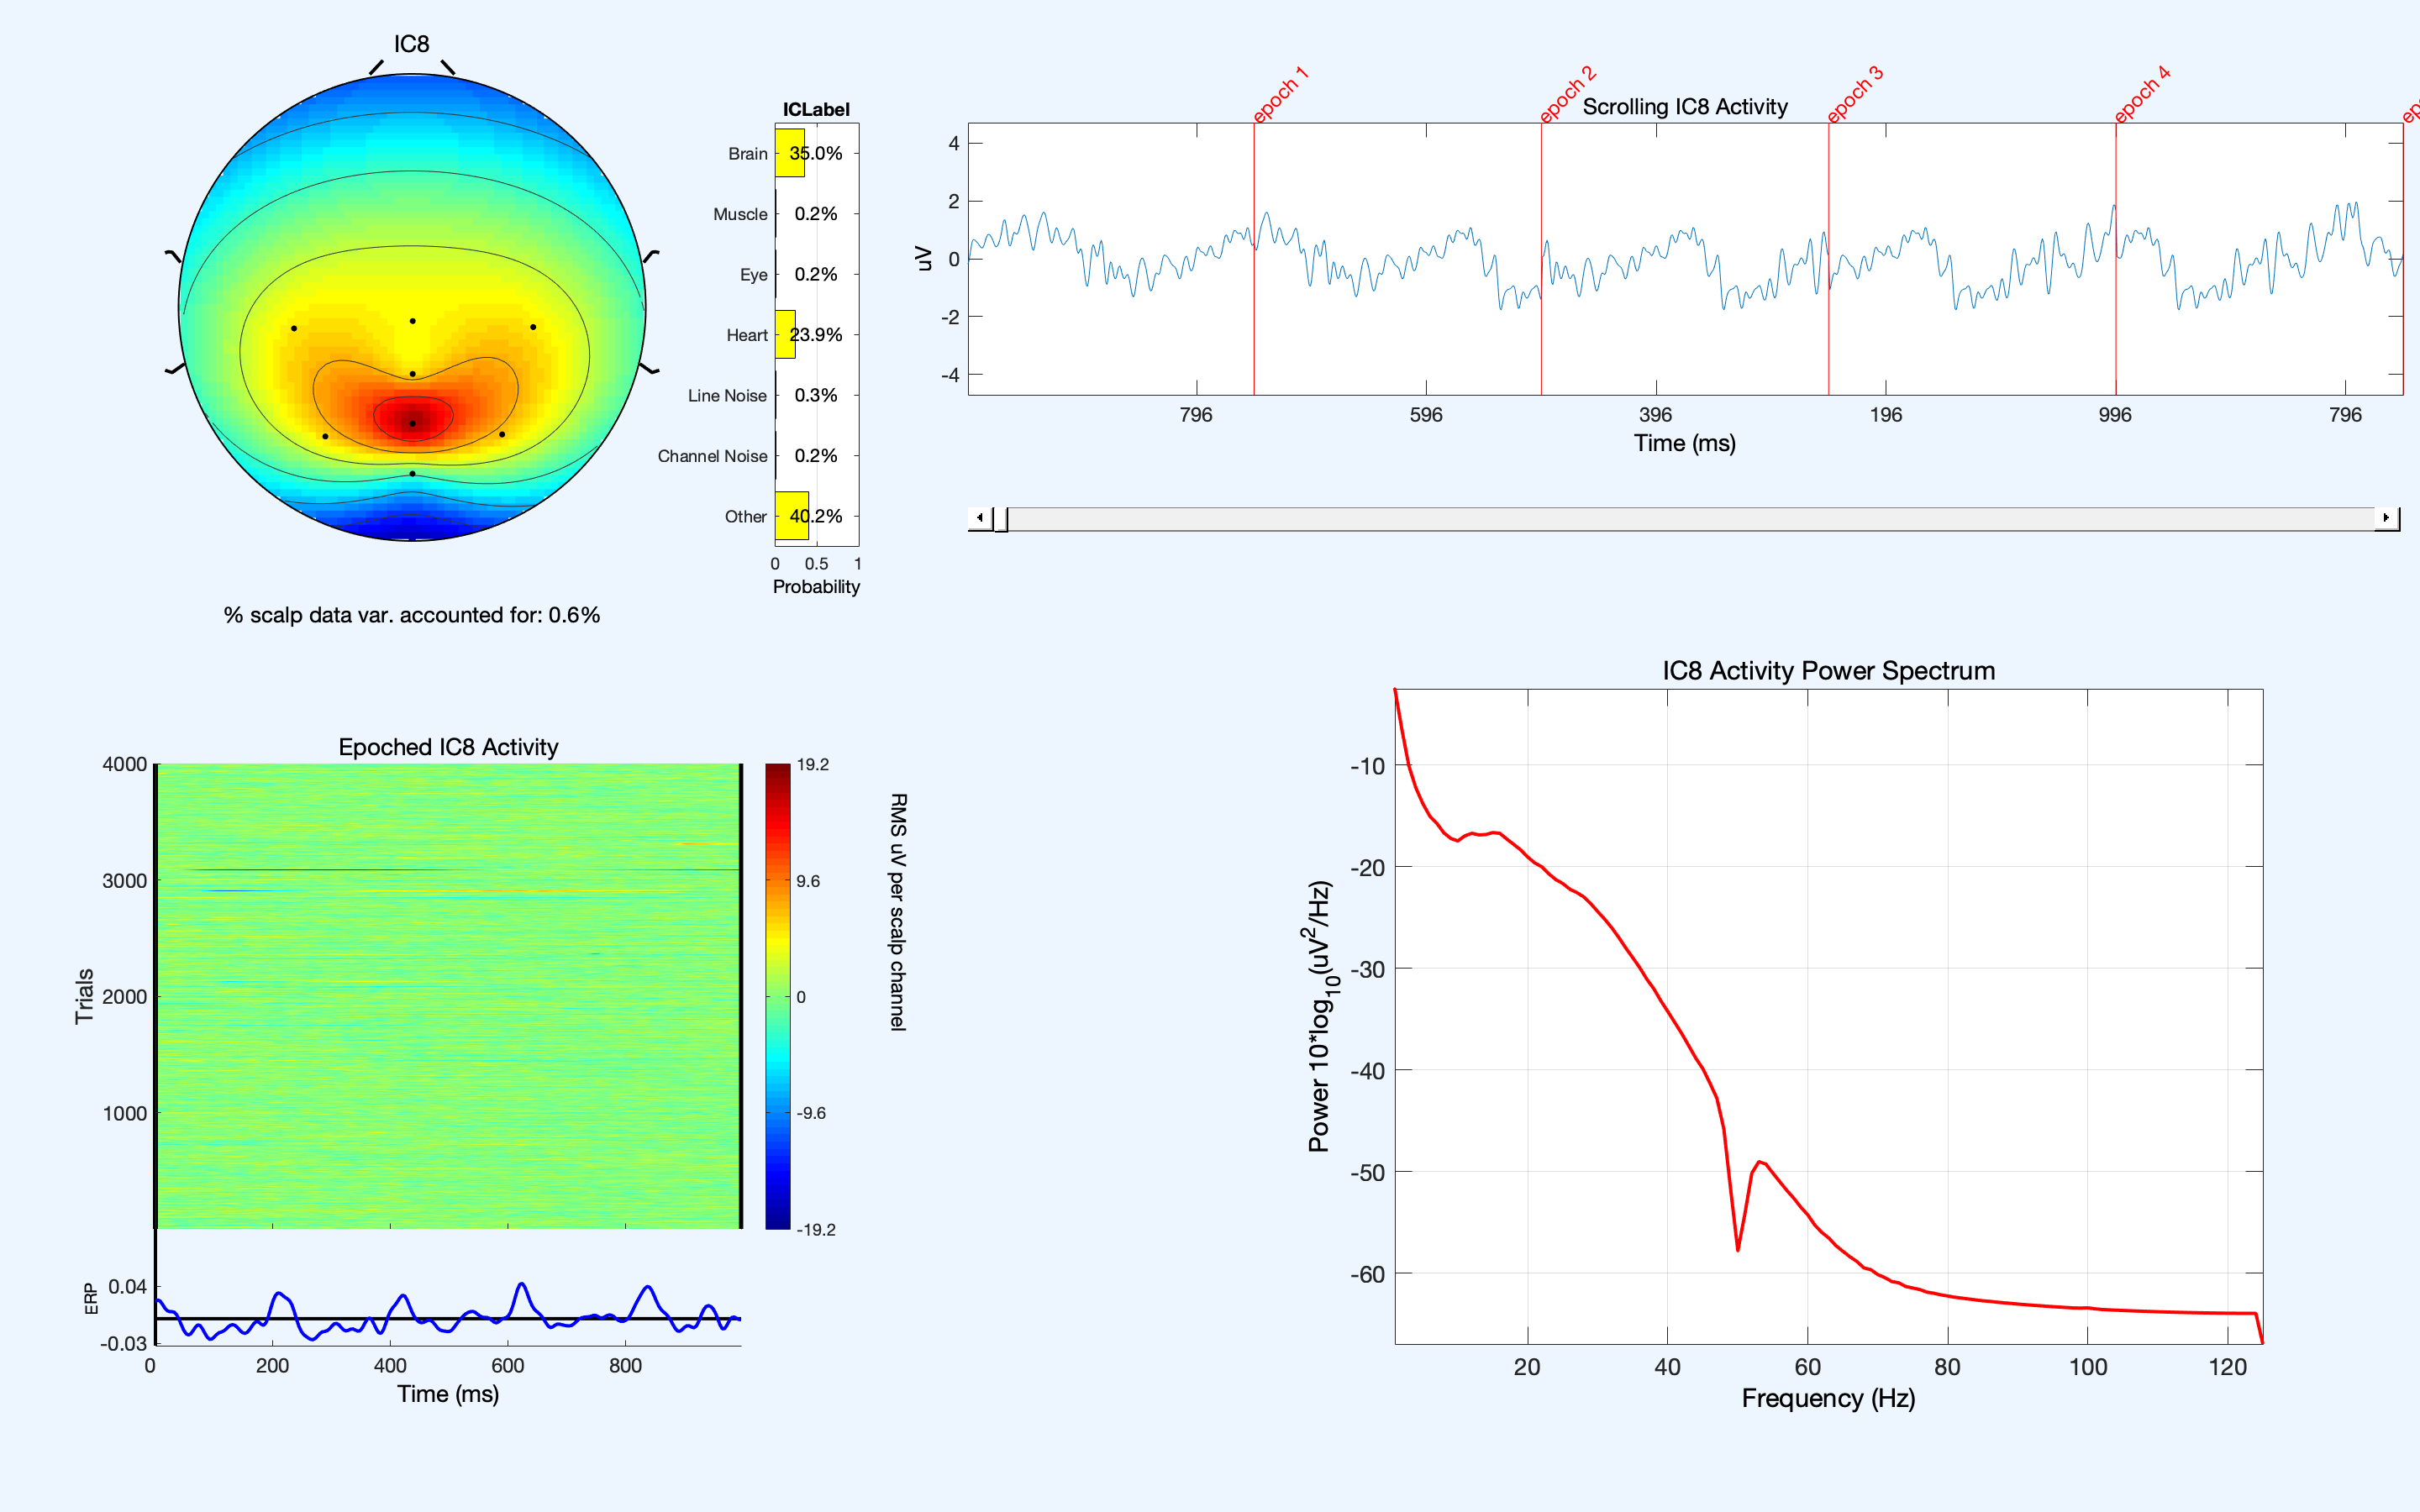 IC8
ICLabel
Brain 35.0%
Muscle 0.2%
Eye 0.2%
Heart 23.9%
Line Noise 0.3%
Channel Noise 0.2%
Other 40.2%
0 0.5 1
Probability
% scalp data var. accounted for: 0.6%
epoch 1
epoch 2
epoch 3
epoch 4
Scrolling IC8 Activity
uV
4
2
0
-2
-4
796 596 396 196 996 796
Time (ms)
Epoched IC8 Activity
Trials
4000
3000
2000
1000
19.2
9.6
0
-9.6
-19.2
RMS uV per scalp channel
ERP
0.04
-0.03
0 200 400 600 800
Time (ms)
IC8 Activity Power Spectrum
Power 10*log10(uV2/Hz)
-10
-20
-30
-40
-50
-60
20 40 60 80 100 120
Frequency (Hz)